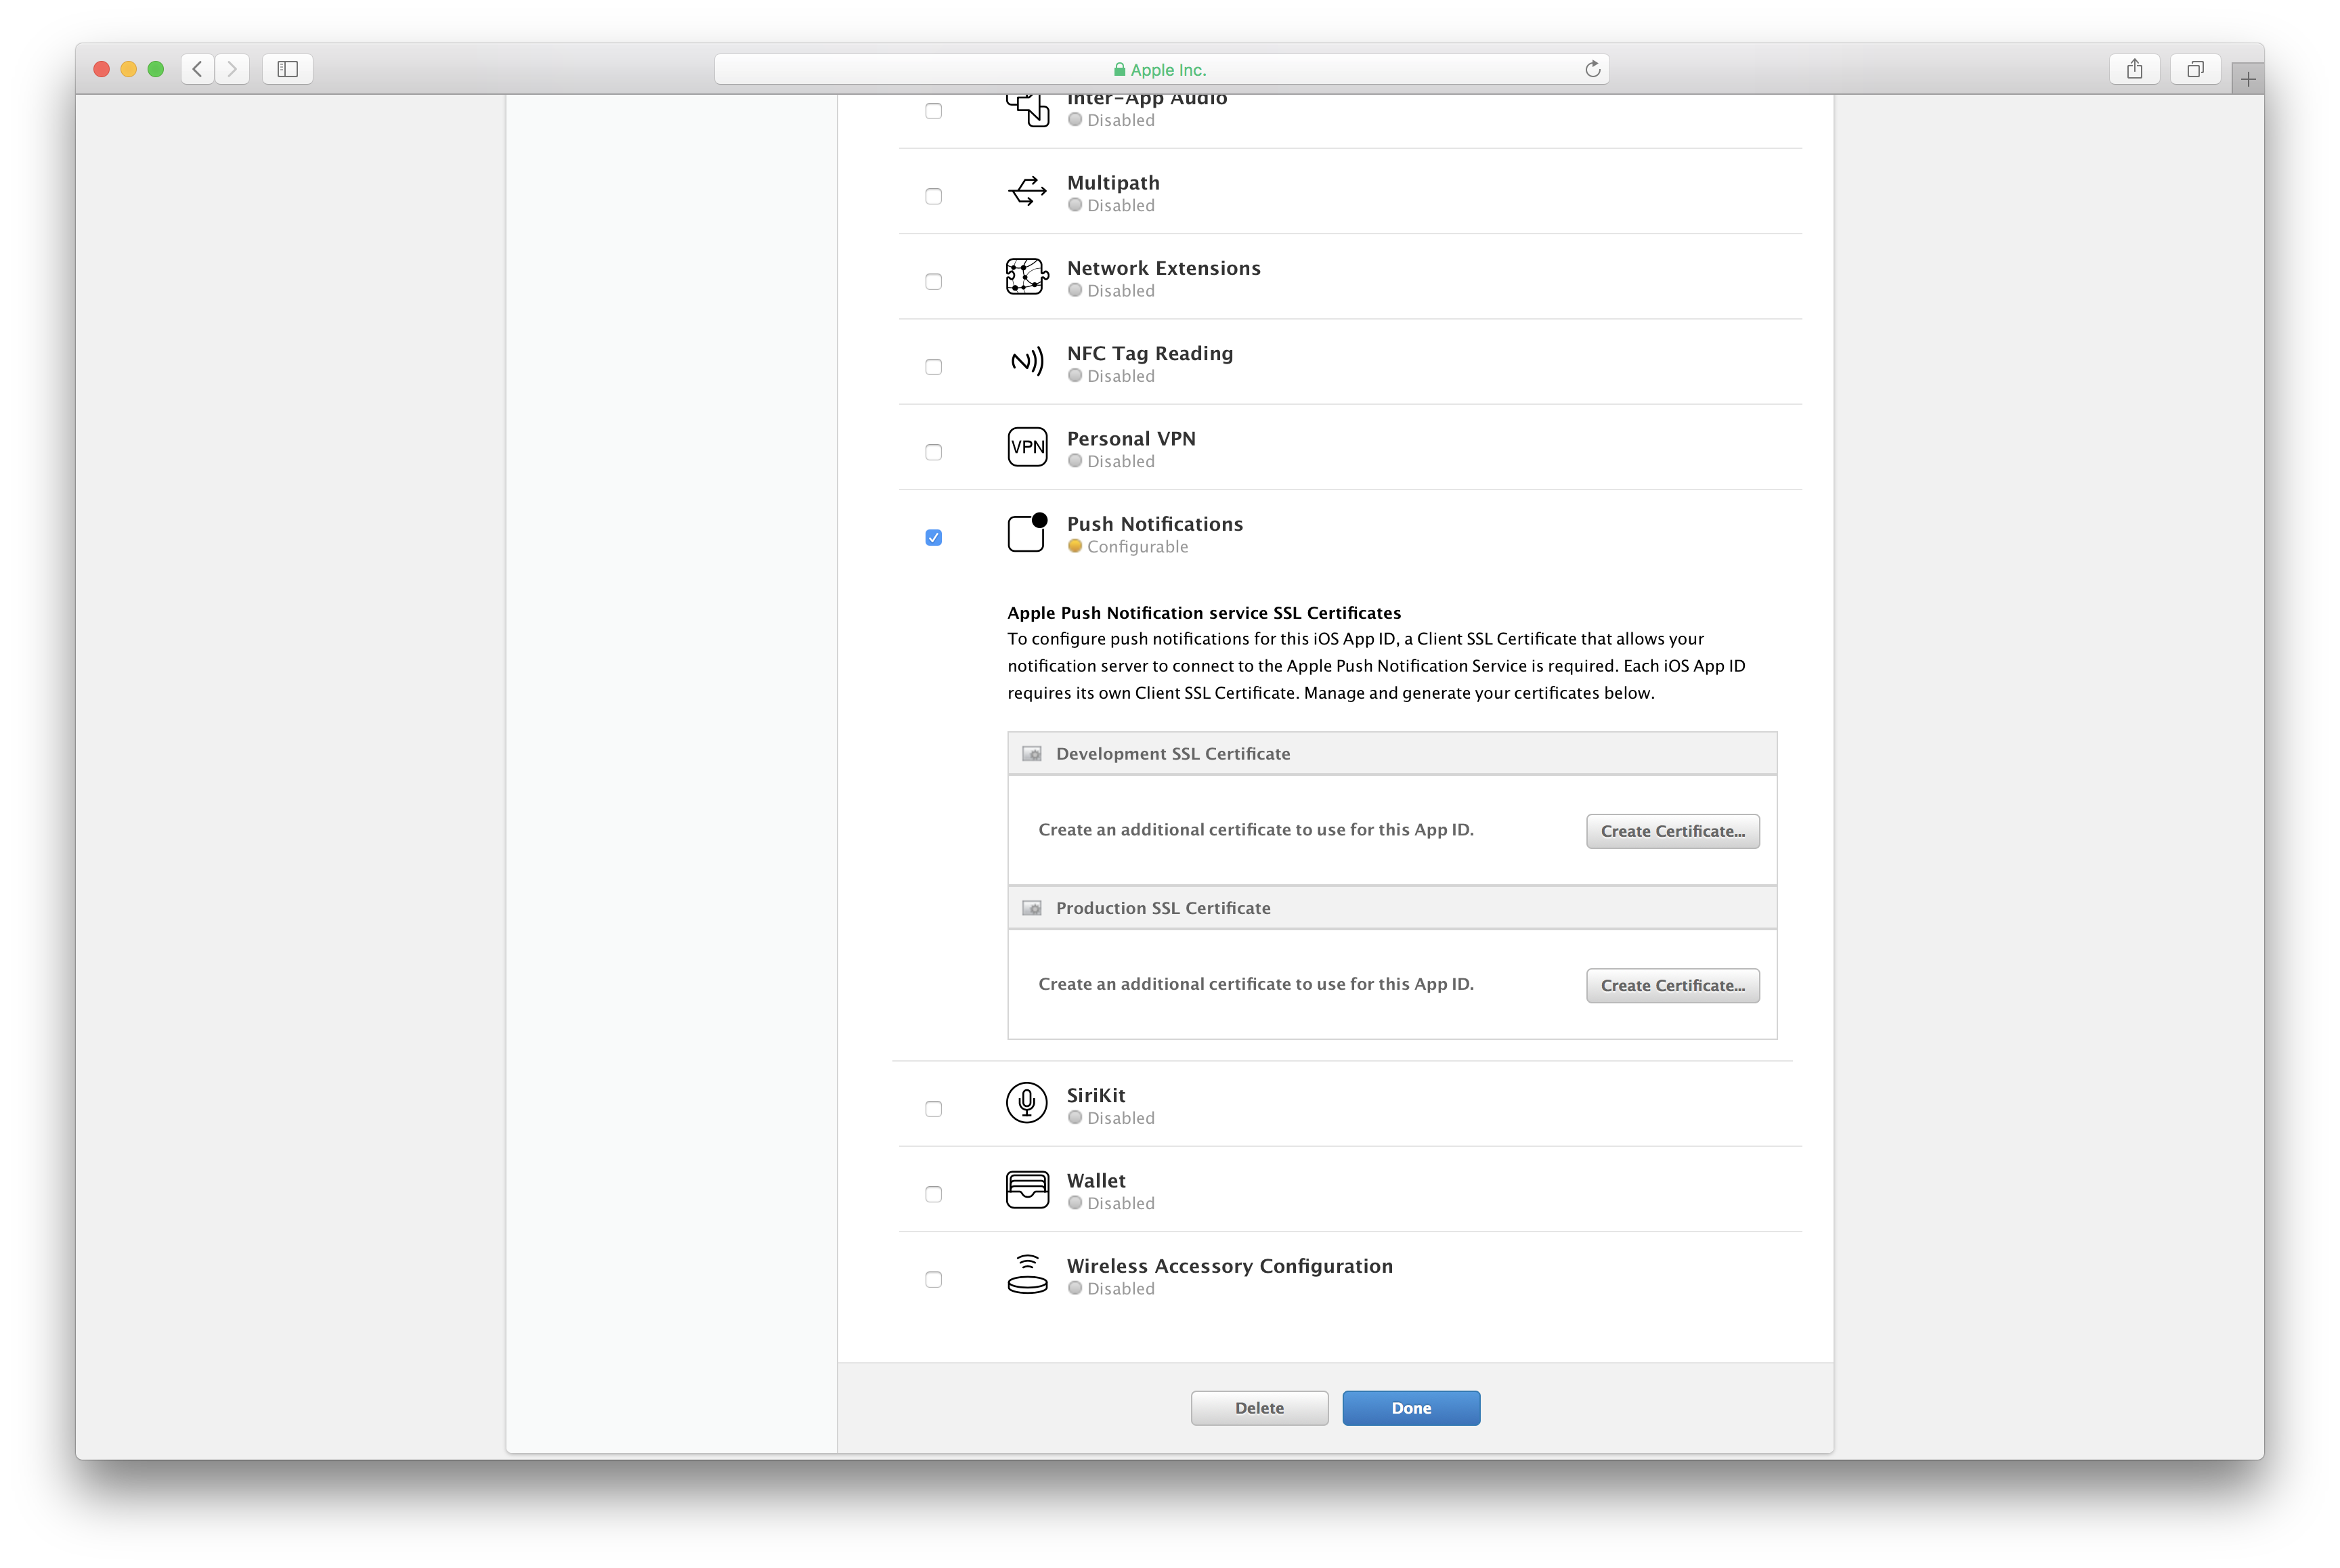 Apple Inc.
Inter-App Audio
Disabled
Multipath
Disabled
Network Extensions
Disabled
NFC Tag Reading
Disabled
VPN
Personal VPN
Disabled
Push Notifications
Configurable
Apple Push Notification service SSL Certificates
To configure push notifications for this iOS App ID, a Client SSL Certificate that allows your
notification server to connect to the Apple Push Notification Service is required. Each iOS App ID
requires its own Client SSL Certificate. Manage and generate your certificates below.
Development SSL Certificate
Create an additional certificate to use for this App ID.
Create Certificate...
Production SSL Certificate
Create an additional certificate to use for this App ID.
Create Certificate...
SiriKit
Disabled
Wallet
Disabled
Wireless Accessory Configuration
Disabled
Delete
Done